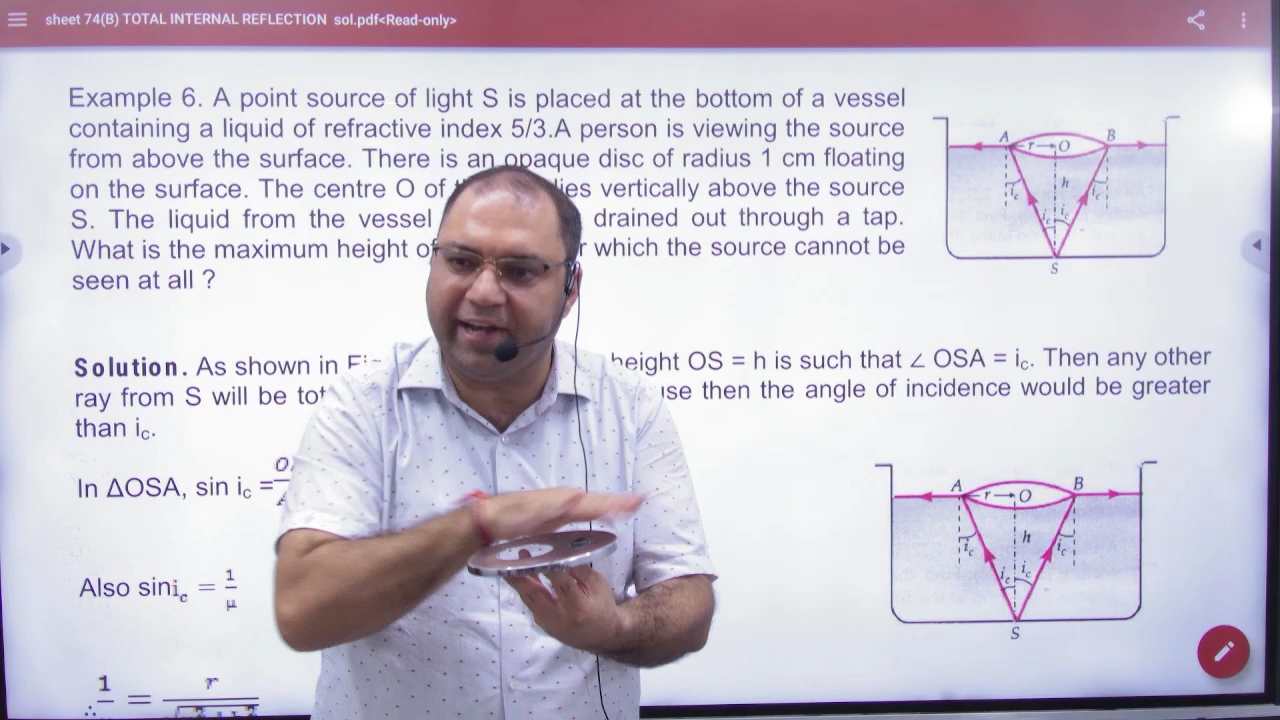 sheet 74(B) TOTAL INTERNAL REFLECTION sol.pdf<Read-only>
Example 6. A point source of light S is placed at the bottom of a vessel
containing a liquid of refractive index 5/3.A person is viewing the source
from above the surface. There is an opaque disc of radius 1 cm floating
on the surface. The centre O of lies vertically above the source
S. The liquid from the vessel drained out through a tap.
What is the maximum height of which the source cannot be
seen at all ?
A r O B
i_c h i_c
i_c i_c
S
Solution. As shown in height OS = h is such that ∠ OSA = i_c. Then any other
ray from S will be then the angle of incidence would be greater
than i_c.
In ΔOSA, sin i_c =
Also sini_c = 1/μ
A r O B
i_c h i_c
i_c i_c
S
∴ 1 = r